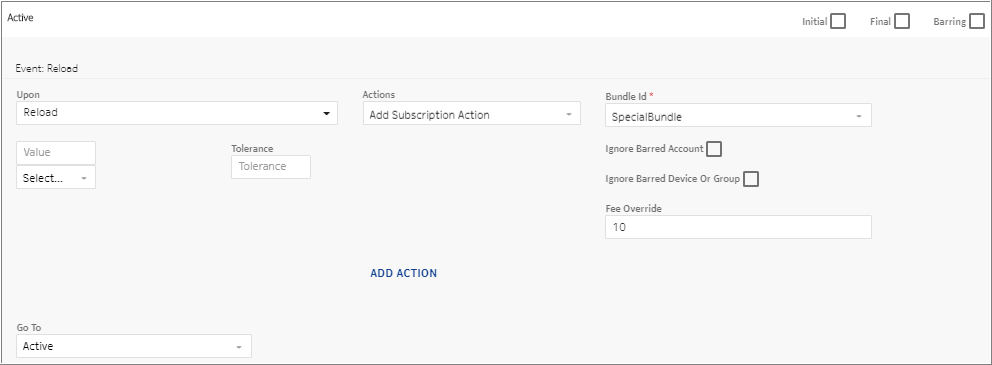 Active
Initial
Final
Barring
Event: Reload
Upon
Actions
Bundle Id *
Reload
Add Subscription Action
SpecialBundle
Value
Tolerance
Ignore Barred Account
Tolerance
Select...
Ignore Barred Device Or Group
Fee Override
10
ADD ACTION
Go To
Active